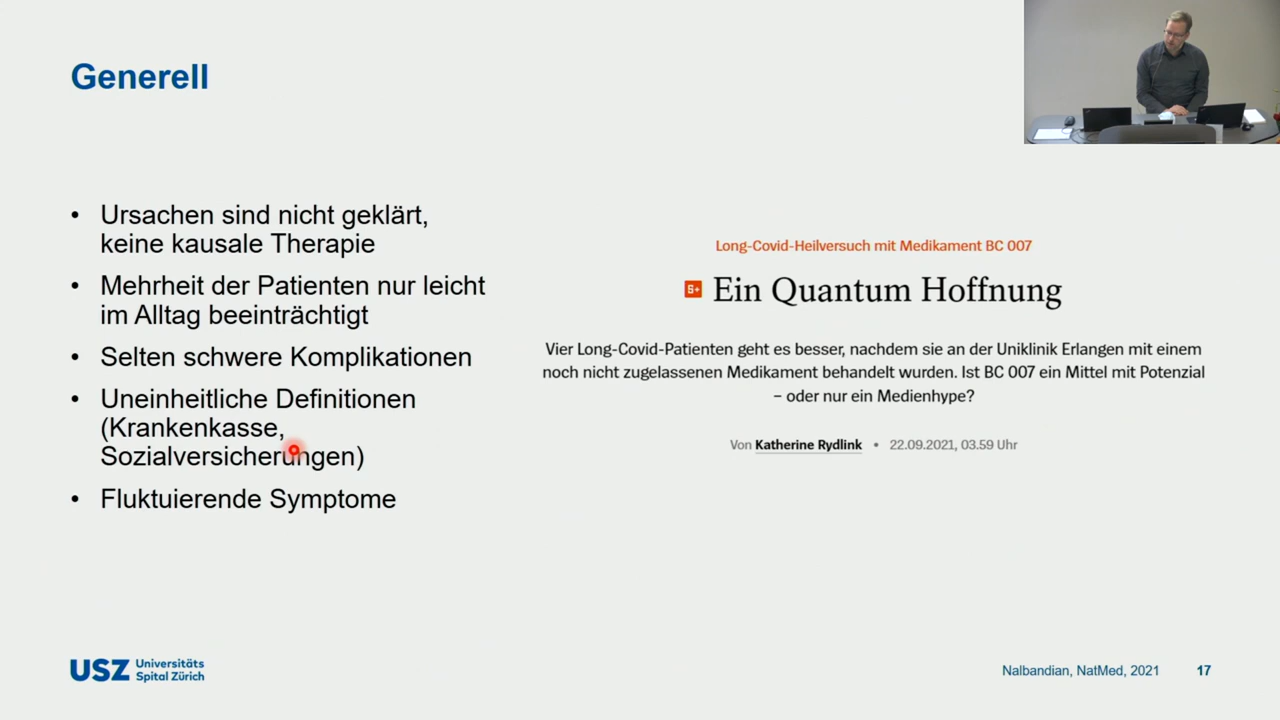 Generell
• Ursachen sind nicht geklärt,
keine kausale Therapie
• Mehrheit der Patienten nur leicht
im Alltag beeinträchtigt
• Selten schwere Komplikationen
• Uneinheitliche Definitionen
(Krankenkasse,
Sozialversicherungen)
• Fluktuierende Symptome
Long-Covid-Heilversuch mit Medikament BC 007
S+ Ein Quantum Hoffnung
Vier Long-Covid-Patienten geht es besser, nachdem sie an der Uniklinik Erlangen mit einem
noch nicht zugelassenen Medikament behandelt wurden. Ist BC 007 ein Mittel mit Potenzial
– oder nur ein Medienhype?
Von Katherine Rydlink • 22.09.2021, 03.59 Uhr
USZ Universitäts
Spital Zürich
Nalbandian, NatMed, 2021 17